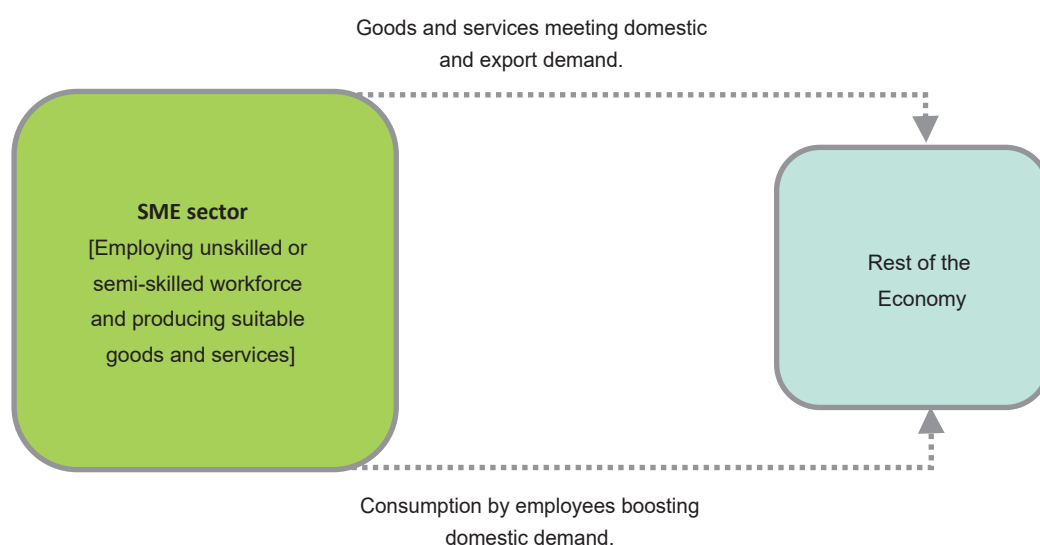 Goods and services meeting domestic
and export demand.
SME sector
[Employing unskilled or
semi-skilled workforce
and producing suitable
goods and services]
Rest of the
Economy
Consumption by employees boosting
domestic demand.